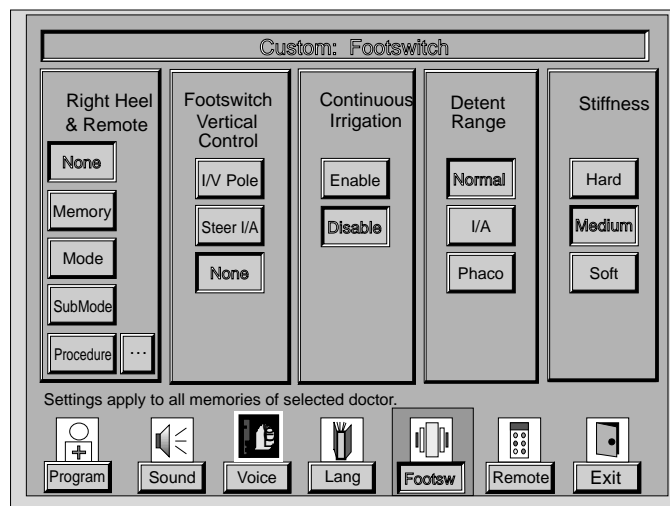 Custom: Footswitch
Right Heel
& Remote
None
Memory
Mode
SubMode
Procedure ...
Footswitch
Vertical
Control
I/V Pole
Steer I/A
None
Continuous
Irrigation
Enable
Disable
Detent
Range
Normal
I/A
Phaco
Stiffness
Hard
Medium
Soft
Settings apply to all memories of selected doctor.
Program Sound Voice Lang Footsw Remote Exit